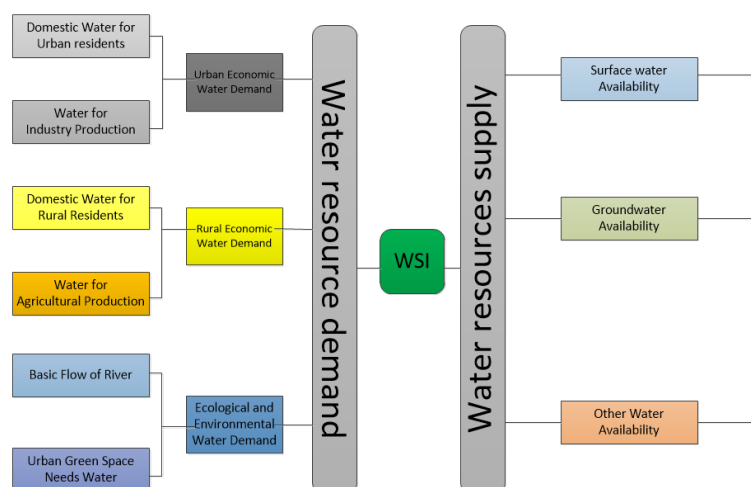 Domestic Water for
Urban residents
Water for
Industry Production
Urban Economic
Water Demand
Domestic Water for
Rural Residents
Water for
Agricultural Production
Rural Economic
Water Demand
Basic Flow of River
Urban Green Space
Needs Water
Ecological and
Environmental
Water Demand
Water resource demand
WSI
Water resources supply
Surface water
Availability
Groundwater
Availability
Other Water
Availability